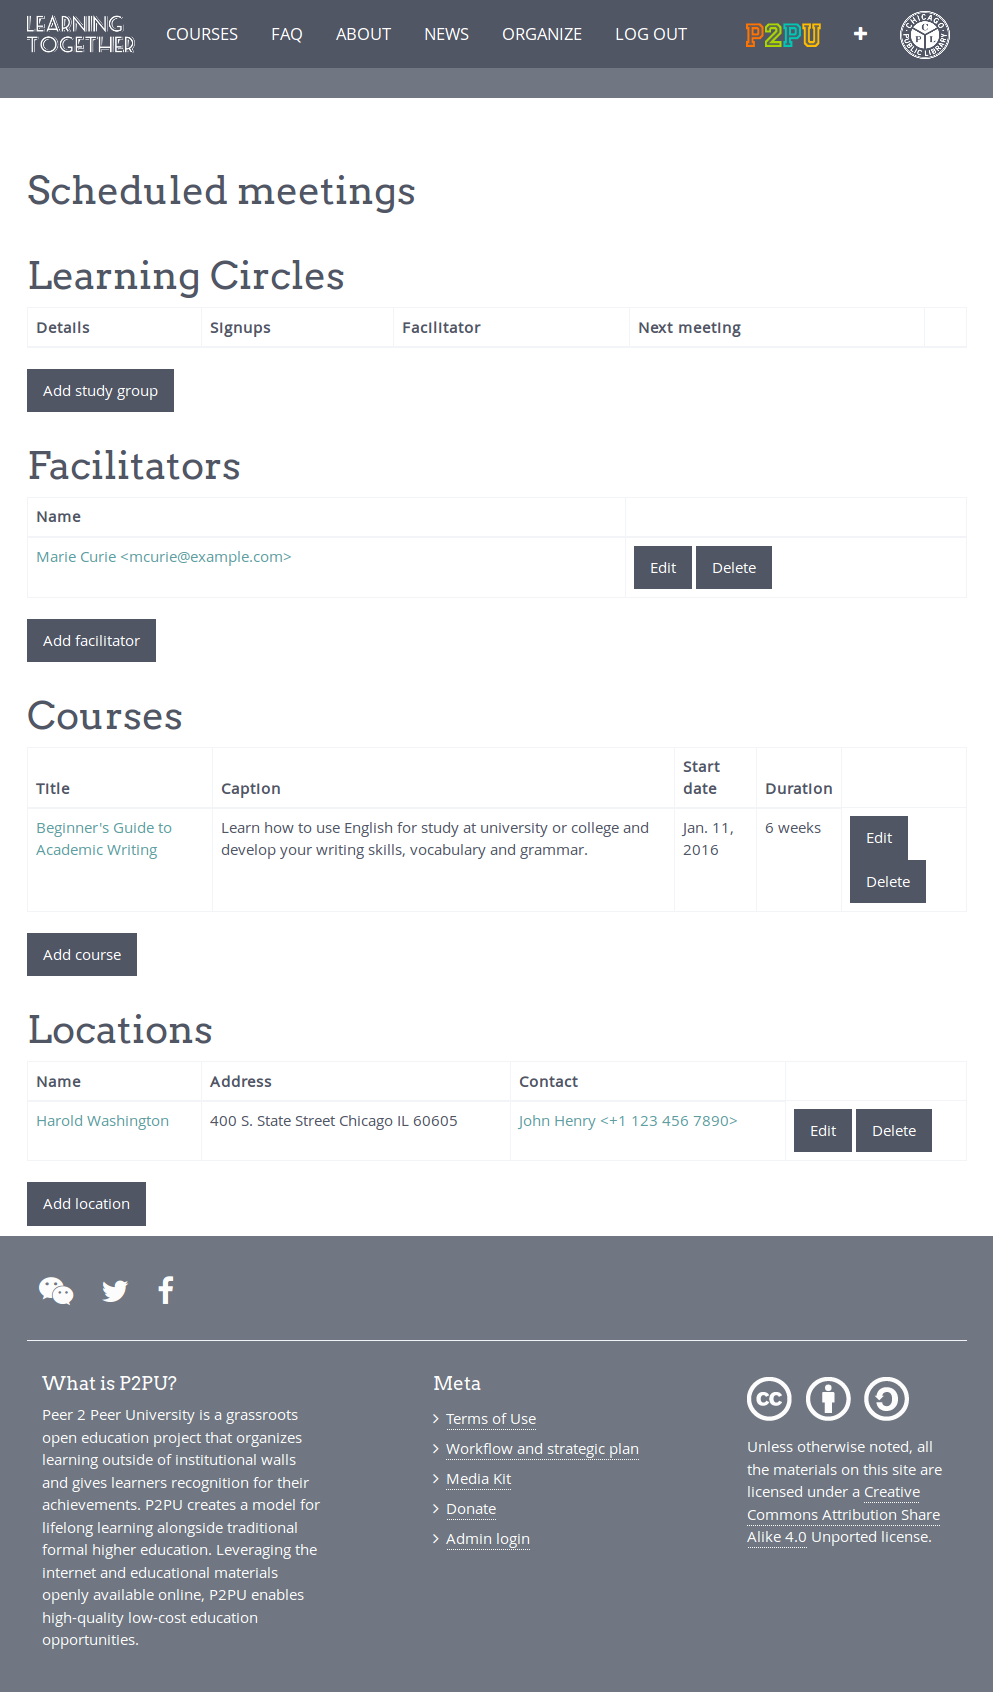 LEARNING
TOGETHER
COURSES FAQ ABOUT NEWS ORGANIZE LOG OUT P2PU CHICAGO PUBLIC LIBRARY CPL
Scheduled meetings
Learning Circles
Details Signups Facilitator Next meeting
Add study group
Facilitators
Name
Marie Curie <mcurie@example.com> Edit Delete
Add facilitator
Courses
Title Caption Start date Duration
Beginner's Guide to Academic Writing Learn how to use English for study at university or college and develop your writing skills, vocabulary and grammar. Jan. 11, 2016 6 weeks Edit Delete
Add course
Locations
Name Address Contact
Harold Washington 400 S. State Street Chicago IL 60605 John Henry <+1 123 456 7890> Edit Delete
Add location
What is P2PU?
Peer 2 Peer University is a grassroots
open education project that organizes
learning outside of institutional walls
and gives learners recognition for their
achievements. P2PU creates a model for
lifelong learning alongside traditional
formal higher education. Leveraging the
internet and educational materials
openly available online, P2PU enables
high-quality low-cost education
opportunities.
Meta
Terms of Use
Workflow and strategic plan
Media Kit
Donate
Admin login
cc
Unless otherwise noted, all
the materials on this site are
licensed under a Creative
Commons Attribution Share
Alike 4.0 Unported license.